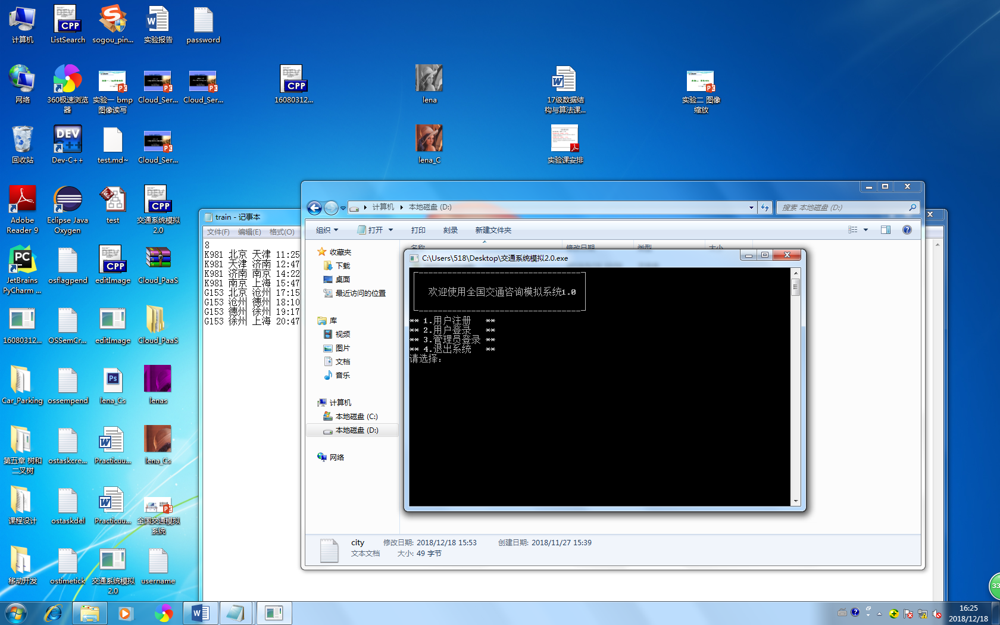 计算机
ListSearch
sogou_pin...
实验报告
password
网络
360极速浏览器
实验一 bmp图像读写
Cloud_Ser...
Cloud_Ser...
16080312...
lena
17级数据结构与算法课...
实验二 图像缩放
回收站
Dev-C++
test.md~
Cloud_Ser...
lena_C
实验课安排
Adobe Reader 9
Eclipse Java Oxygen
test
交通系统模拟2.0
JetBrains PyCharm ...
osflagpend
editImage
Cloud_PaaS
16080312...
OSSemCr...
editImage
Cloud_PaaS
Car_Parking
ossempend
lena_Cs
lenas
第五章 树和二叉树
ostaskcre...
Practicuu...
lena_Cs
课程设计
ostaskdel
Practicuu...
全国交通模拟系统
移动开发
ostimetick
交通系统模拟2.0
username
train - 记事本
文件(F) 编辑(E) 格式(O)
8
K981 北京 天津 11:25
K981 天津 济南 12:47
K981 济南 南京 14:22
K981 南京 上海 15:47
G153 北京 沧州 17:15
G153 沧州 德州 18:10
G153 德州 徐州 19:17
G153 徐州 上海 20:47
计算机 本地磁盘 (D:)
搜索 本地磁盘 (D:)
组织 打开 打印 刻录 新建文件夹
名称 修改日期 类型 大小
收藏夹
下载
桌面
最近访问的位置
库
视频
图片
文档
音乐
计算机
本地磁盘 (C:)
本地磁盘 (D:)
网络
C:\Users\518\Desktop\交通系统模拟2.0.exe
欢迎使用全国交通咨询模拟系统1.0
** 1.用户注册 **
** 2.用户登录 **
** 3.管理员登录 **
** 4.退出系统 **
请选择:
city 修改日期: 2018/12/18 15:53 创建日期: 2018/11/27 15:39
文本文档 大小: 49 字节
33
16:25
2018/12/18